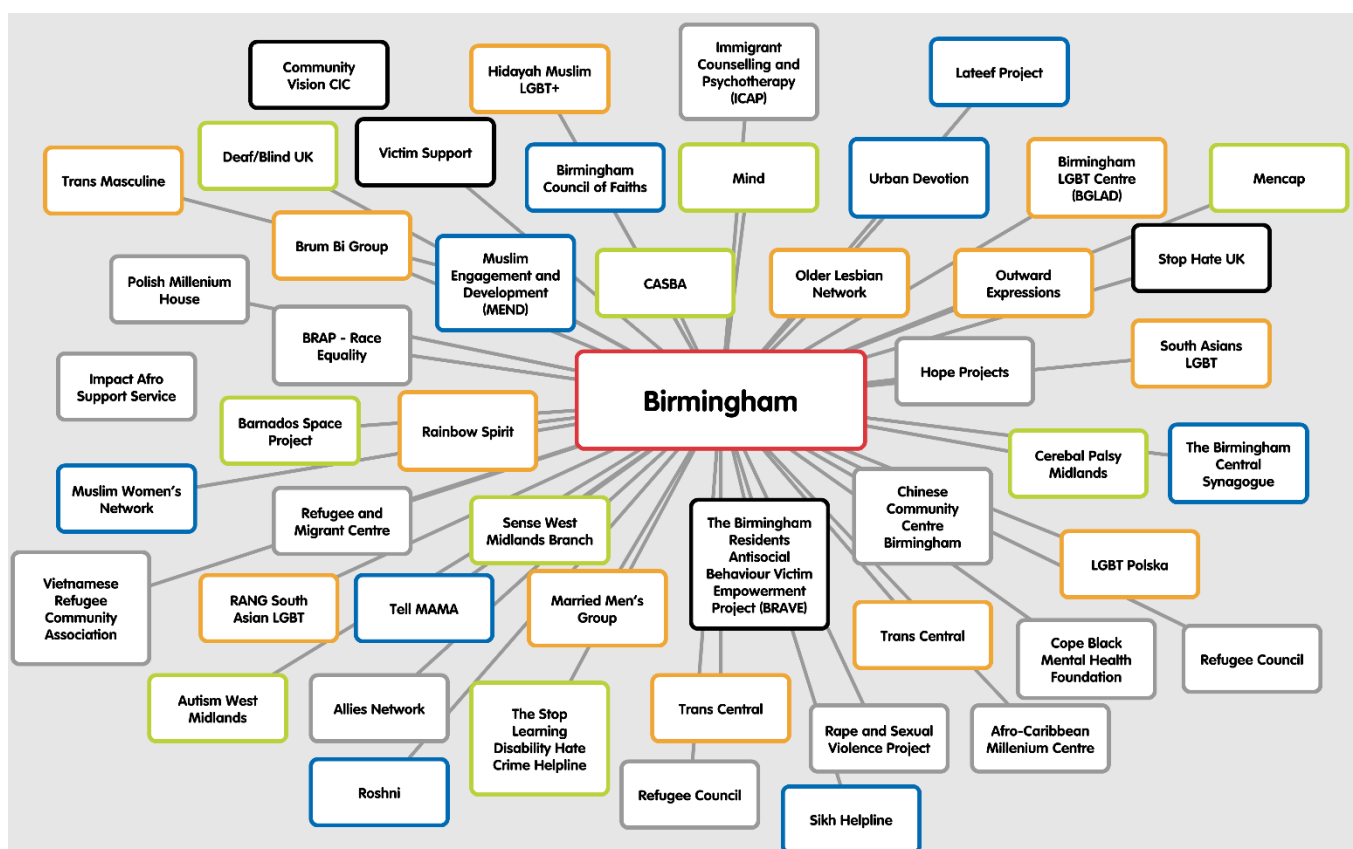 Community
Vision CIC
Hidayah Muslim
LGBT+
Immigrant
Counselling and
Psychotherapy
(ICAP)
Lateef Project
Deaf/Blind UK
Victim Support
Birmingham
Council of Faiths
Mind
Urban Devotion
Birmingham
LGBT Centre
(BGLAD)
Mencap
Trans Masculine
Brum Bi Group
Muslim
Engagement and
Development
(MEND)
CASBA
Older Lesbian
Network
Outward
Expressions
Stop Hate UK
Polish Millenium
House
BRAP - Race
Equality
Hope Projects
South Asians
LGBT
Impact Afro
Support Service
Birmingham
Barnados Space
Project
Rainbow Spirit
Cerebal Palsy
Midlands
The Birmingham
Central
Synagogue
Muslim Women's
Network
Refugee and
Migrant Centre
Sense West
Midlands Branch
The Birmingham
Residents
Antisocial
Behaviour Victim
Empowerment
Project (BRAVE)
Chinese
Community
Centre
Birmingham
LGBT Polska
Vietnamese
Refugee
Community
Association
RANG South
Asian LGBT
Tell MAMA
Married Men's
Group
Trans Central
Cope Black
Mental Health
Foundation
Refugee Council
Autism West
Midlands
Allies Network
The Stop
Learning
Disability Hate
Crime Helpline
Trans Central
Rape and Sexual
Violence Project
Afro-Caribbean
Millenium Centre
Roshni
Refugee Council
Sikh Helpline